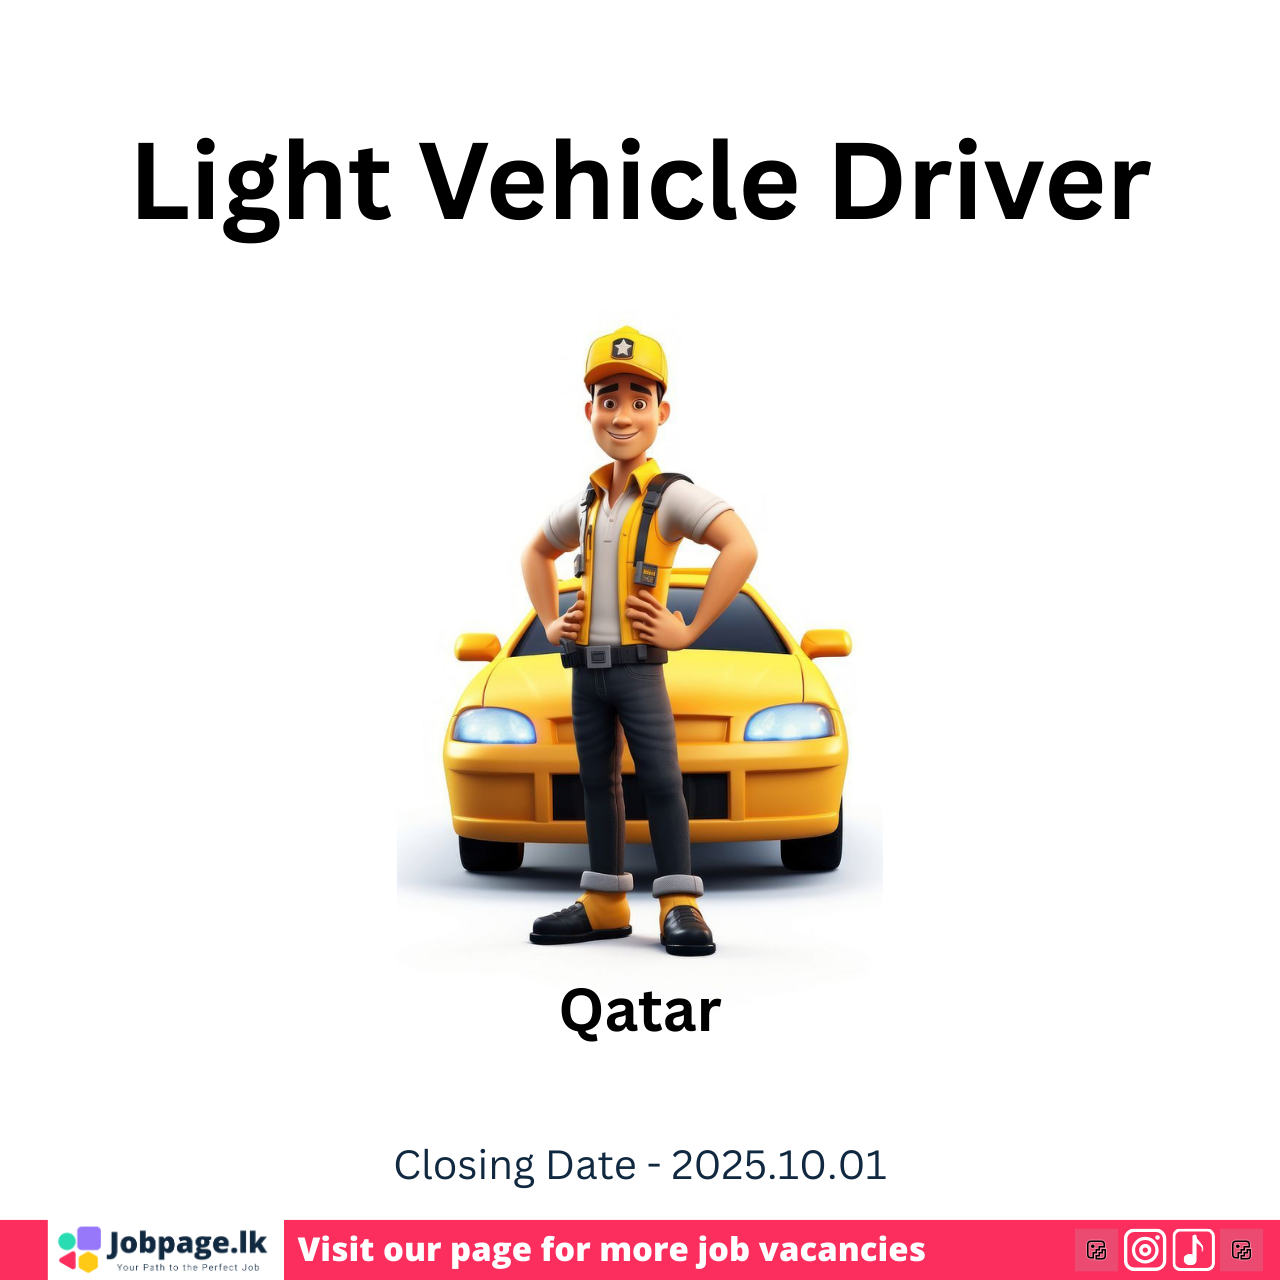 Light Vehicle Driver
Qatar
Closing Date - 2025.10.01
Jobpage.lk
Your Path to the Perfect Job
Visit our page for more job vacancies